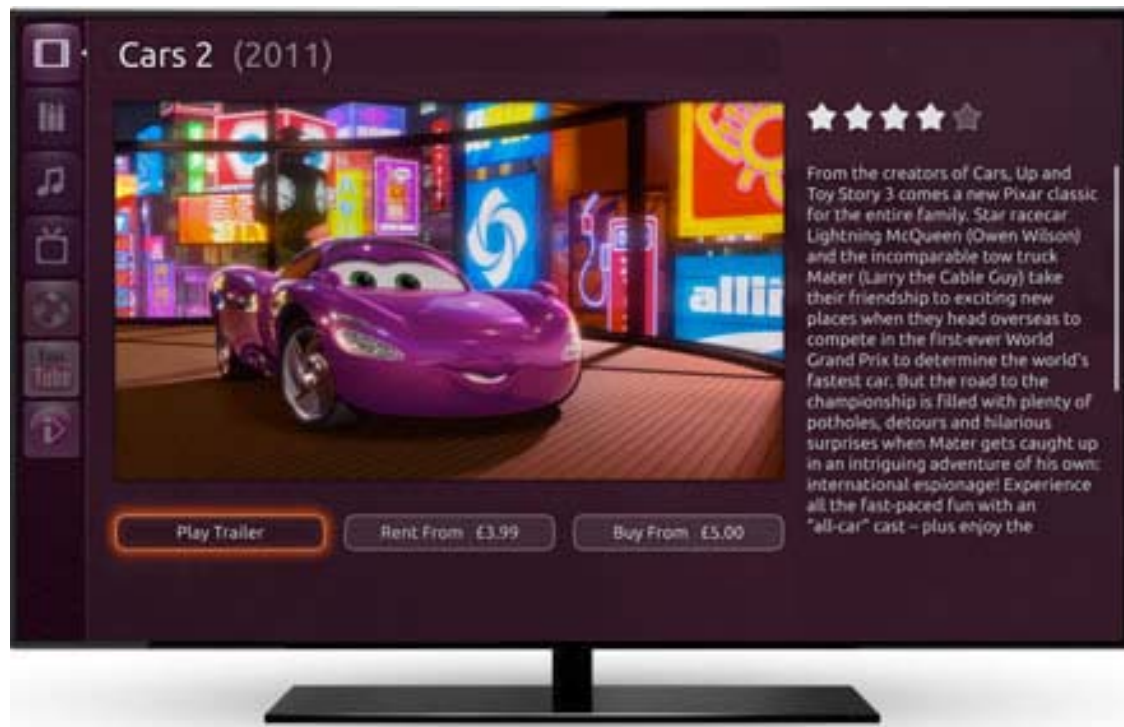 Cars 2 (2011)
From the creators of Cars, Up and
Toy Story 3 comes a new Pixar classic
for the entire family. Star racecar
Lightning McQueen (Owen Wilson)
and the incomparable tow truck
Mater (Larry the Cable Guy) take
their friendship to exciting new
places when they head overseas to
compete in the first-ever World
Grand Prix to determine the world's
fastest car. But the road to the
championship is filled with plenty of
potholes, detours and hilarious
surprises when Mater gets caught up
in an intriguing adventure of his own:
international espionage! Experience
all the fast-paced fun with an
"all-car" cast – plus enjoy the
You
Tube
allii
Play Trailer
Rent From £3.99
Buy From £5.00